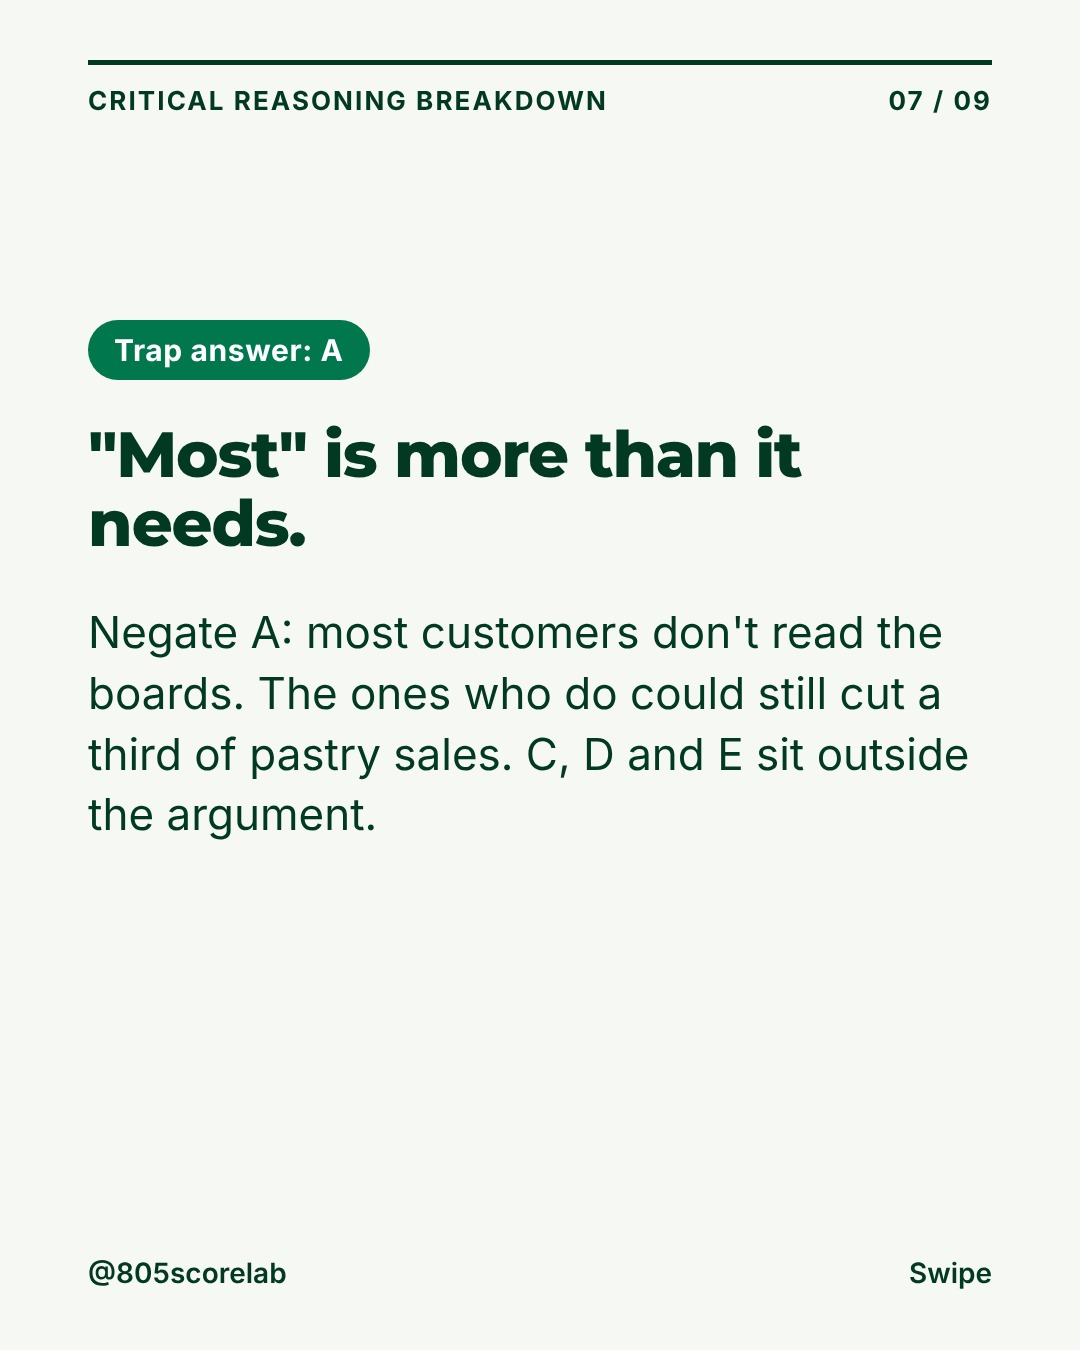 CRITICAL REASONING BREAKDOWN
07 / 09
Trap answer: A
"Most" is more than it
needs.
Negate A: most customers don't read the
boards. The ones who do could still cut a
third of pastry sales. C, D and E sit outside
the argument.
@805scorelab
Swipe